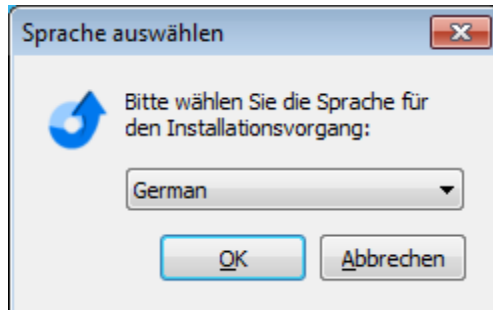 Sprache auswählen
Bitte wählen Sie die Sprache für
den Installationsvorgang:
German
OK
Abbrechen